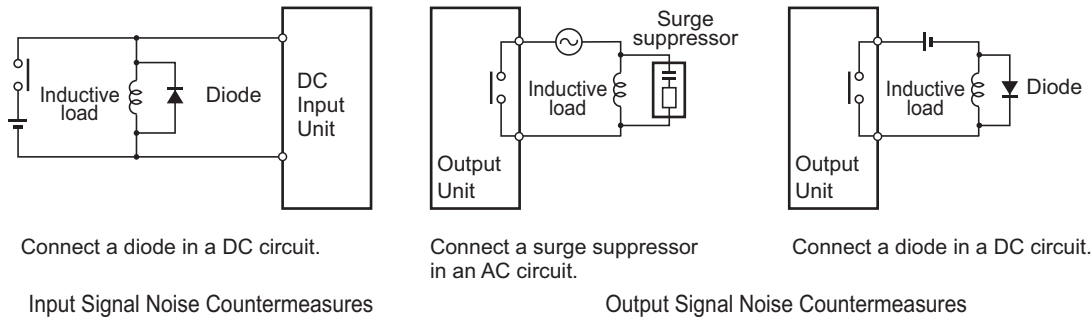 Inductive
load
Diode
DC
Input
Unit
Connect a diode in a DC circuit.
Input Signal Noise Countermeasures
Surge
suppressor
Inductive
load
Output
Unit
Connect a surge suppressor
in an AC circuit.
Inductive
load
Diode
Output
Unit
Connect a diode in a DC circuit.
Output Signal Noise Countermeasures